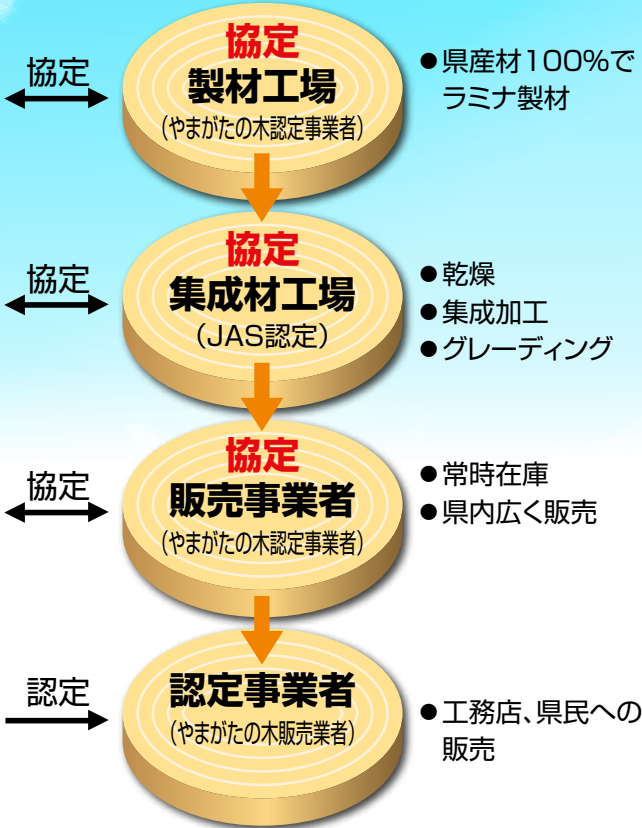 協定
協定
製材工場
(やまがたの木認定事業者)
●県産材100%で
ラミナ製材
協定
協定
集成材工場
(JAS認定)
●乾燥
●集成加工
●グレーディング
協定
協定
販売事業者
(やまがたの木認定事業者)
●常時在庫
●県内広く販売
認定
認定事業者
(やまがたの木販売業者)
●工務店、県民への
販売